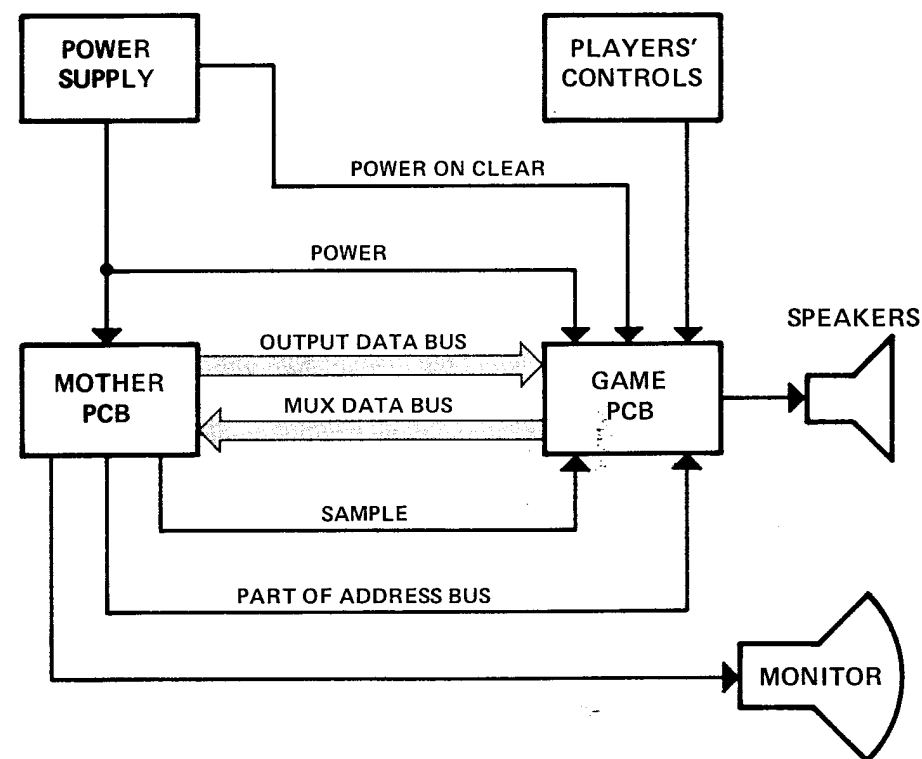 POWER
SUPPLY
PLAYERS'
CONTROLS
POWER ON CLEAR
POWER
SPEAKERS
OUTPUT DATA BUS
MOTHER
PCB
GAME
PCB
MUX DATA BUS
SAMPLE
PART OF ADDRESS BUS
MONITOR